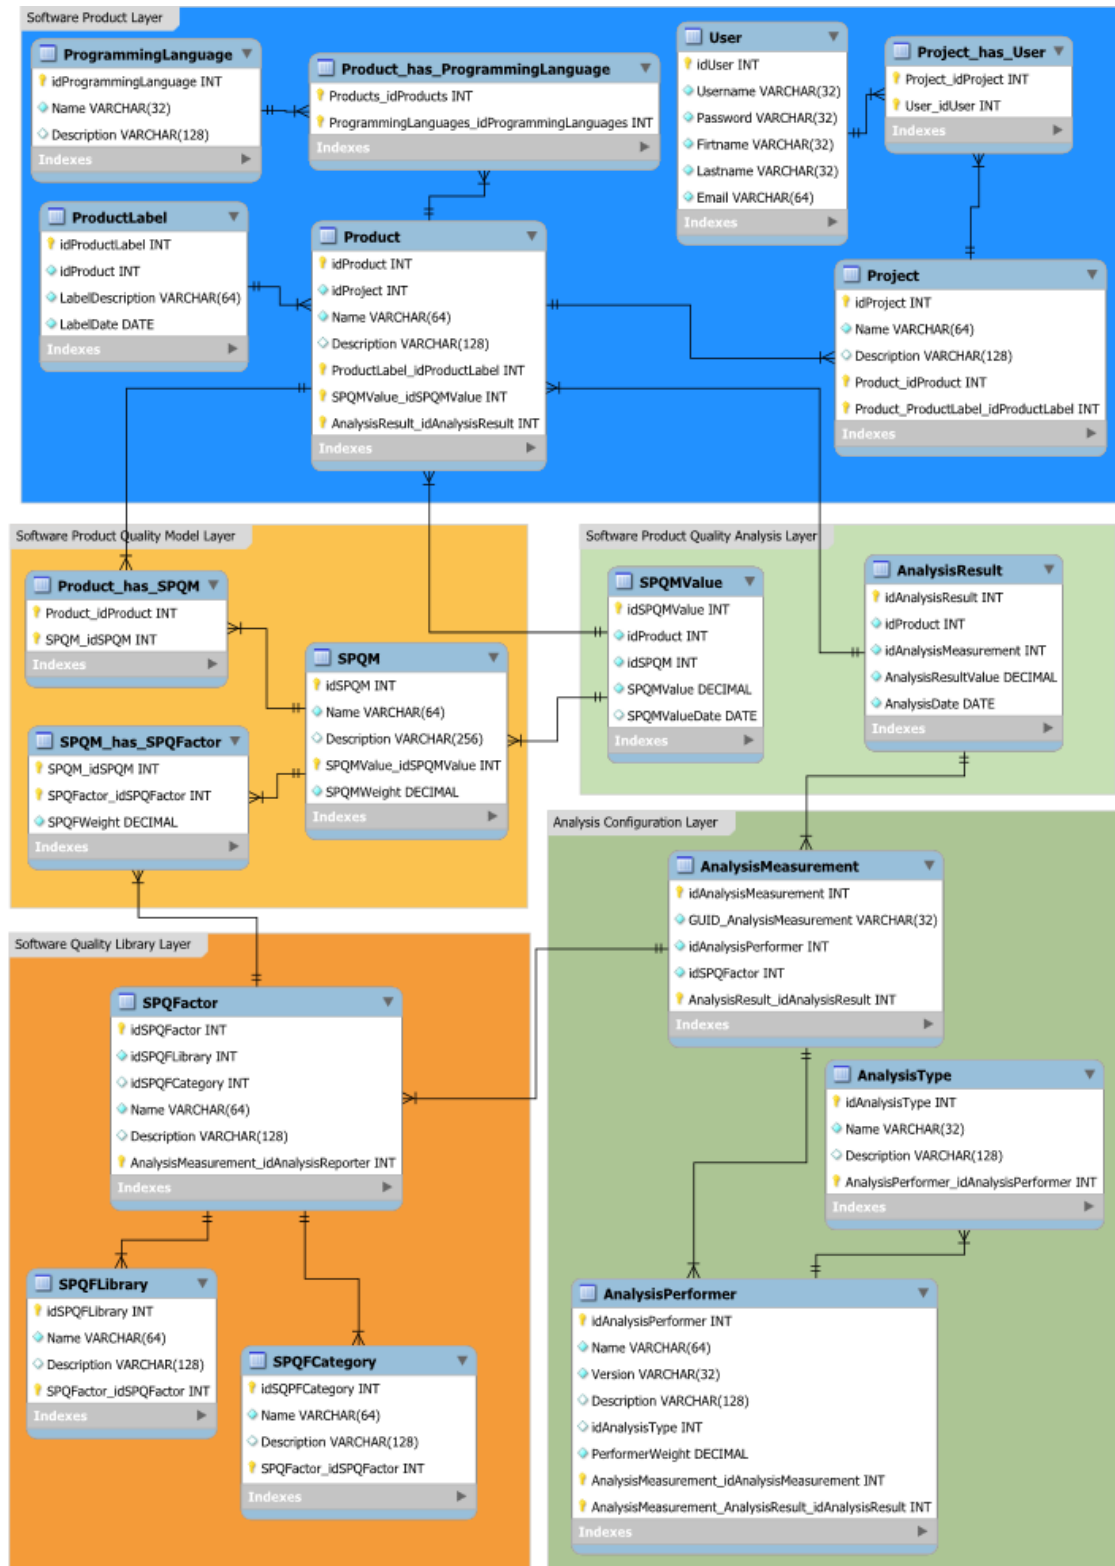 Software Product Layer
ProgrammingLanguage
idProgrammingLanguage INT
Name VARCHAR(32)
Description VARCHAR(128)
Indexes
Product_has_ProgrammingLanguage
Products_idProducts INT
ProgrammingLanguages_idProgrammingLanguages INT
Indexes
User
idUser INT
Username VARCHAR(32)
Password VARCHAR(32)
Firtname VARCHAR(32)
Lastname VARCHAR(32)
Email VARCHAR(64)
Indexes
Project_has_User
Project_idProject INT
User_idUser INT
Indexes
ProductLabel
idProductLabel INT
idProduct INT
LabelDescription VARCHAR(64)
LabelDate DATE
Indexes
Product
idProduct INT
idProject INT
Name VARCHAR(64)
Description VARCHAR(128)
ProductLabel_idProductLabel INT
SPQMValue_idSPQMValue INT
AnalysisResult_idAnalysisResult INT
Indexes
Project
idProject INT
Name VARCHAR(64)
Description VARCHAR(128)
Product_idProduct INT
Product_ProductLabel_idProductLabel INT
Indexes
Software Product Quality Model Layer
Product_has_SPQM
Product_idProduct INT
SPQM_idSPQM INT
Indexes
SPQM
idSPQM INT
Name VARCHAR(64)
Description VARCHAR(256)
SPQMValue_idSPQMValue INT
SPQMWeight DECIMAL
Indexes
SPQM_has_SPQFactor
SPQM_idSPQM INT
SPQFactor_idSPQFactor INT
SPQFWeight DECIMAL
Indexes
Software Product Quality Analysis Layer
SPQMValue
idSPQMValue INT
idProduct INT
idSPQM INT
SPQMValue DECIMAL
SPQMValueDate DATE
Indexes
AnalysisResult
idAnalysisResult INT
idProduct INT
idAnalysisMeasurement INT
AnalysisResultValue DECIMAL
AnalysisDate DATE
Indexes
Analysis Configuration Layer
AnalysisMeasurement
idAnalysisMeasurement INT
GUID_AnalysisMeasurement VARCHAR(32)
idAnalysisPerformer INT
idSPQFactor INT
AnalysisResult_idAnalysisResult INT
Indexes
AnalysisType
idAnalysisType INT
Name VARCHAR(32)
Description VARCHAR(128)
AnalysisPerformer_idAnalysisPerformer INT
Indexes
AnalysisPerformer
idAnalysisPerformer INT
Name VARCHAR(64)
Version VARCHAR(32)
Description VARCHAR(128)
idAnalysisType INT
PerformerWeight DECIMAL
AnalysisMeasurement_idAnalysisMeasurement INT
AnalysisMeasurement_AnalysisResult_idAnalysisResult INT
Indexes
Software Quality Library Layer
SPQFactor
idSPQFactor INT
idSPQFLibrary INT
idSPQFCategory INT
Name VARCHAR(64)
Description VARCHAR(128)
AnalysisMeasurement_idAnalysisReporter INT
Indexes
SPQFLibrary
idSPQFLibrary INT
Name VARCHAR(64)
Description VARCHAR(128)
SPQFactor_idSPQFactor INT
Indexes
SPQFCategory
idSQPFCategory INT
Name VARCHAR(64)
Description VARCHAR(128)
SPQFactor_idSPQFactor INT
Indexes